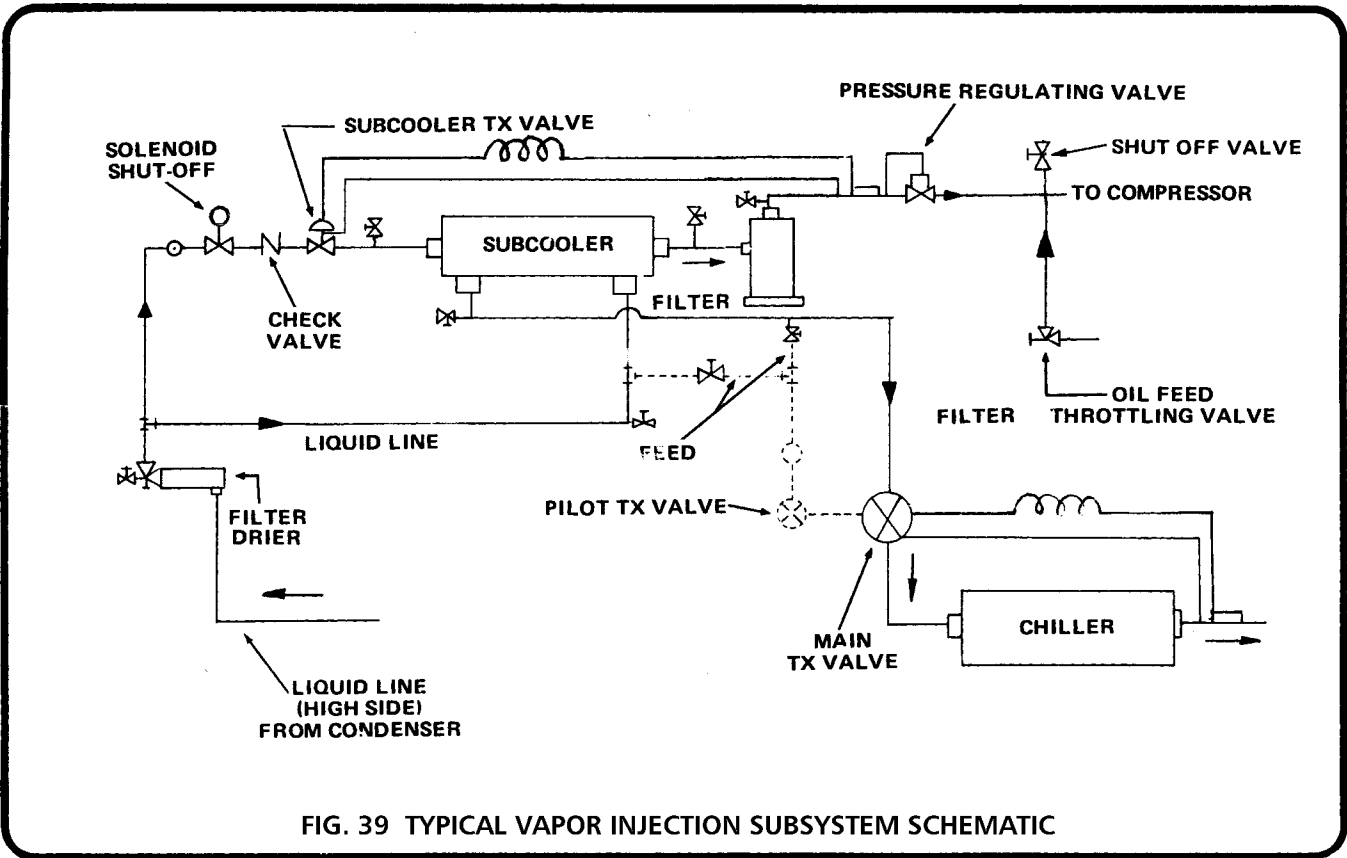 PRESSURE REGULATING VALVE
SUBCOOLER TX VALVE
SOLENOID
SHUT-OFF
SHUT OFF VALVE
TO COMPRESSOR
SUBCOOLER
FILTER
CHECK
VALVE
OIL FEED
THROTTLING VALVE
FILTER
LIQUID LINE
FEED
PILOT TX VALVE
FILTER
DRIER
CHILLER
MAIN
TX VALVE
LIQUID LINE
(HIGH SIDE)
FROM CONDENSER
FIG. 39 TYPICAL VAPOR INJECTION SUBSYSTEM SCHEMATIC